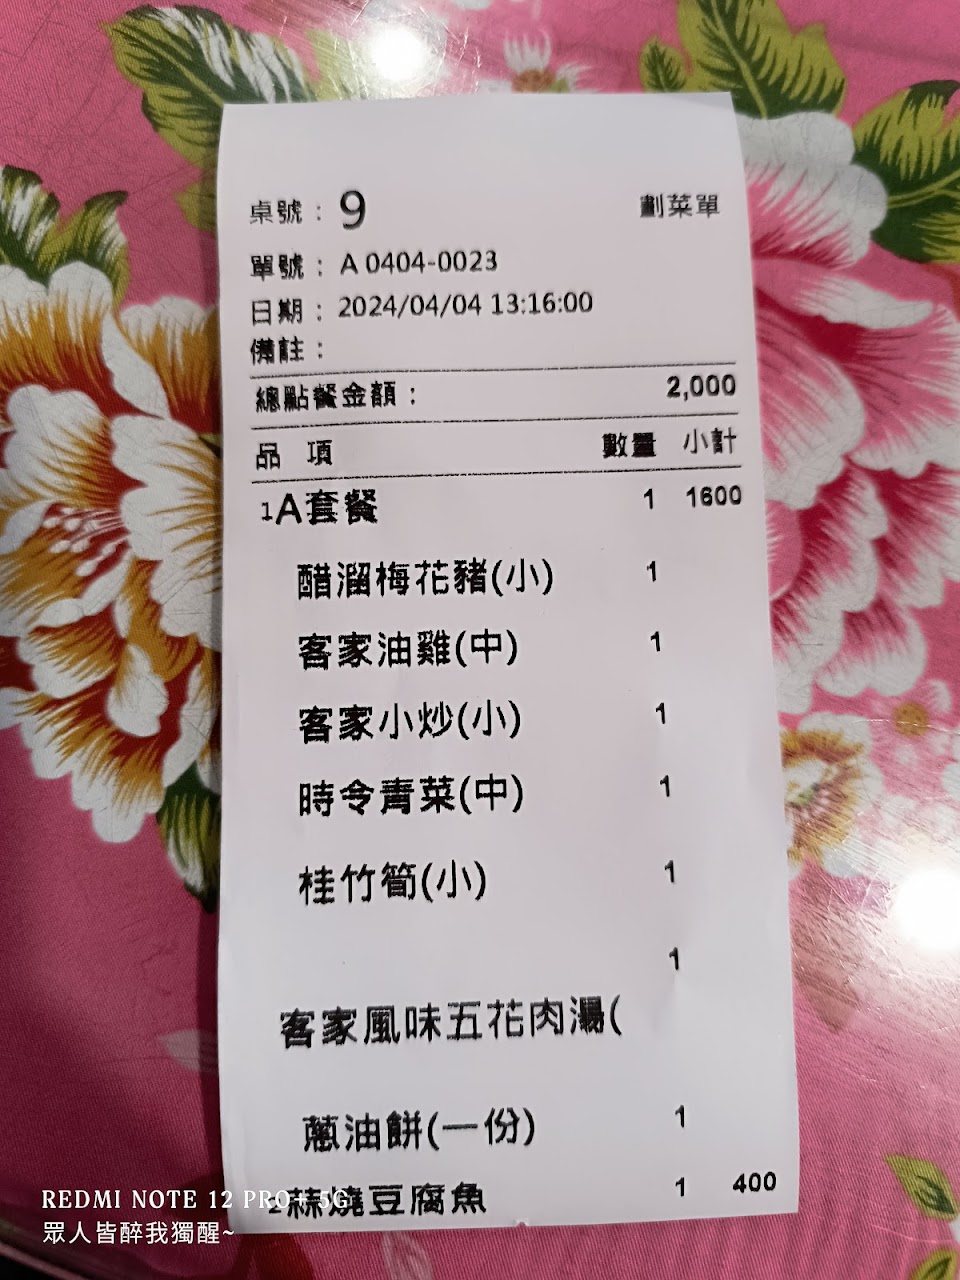 桌號：9 劃菜單
單號：A 0404-0023
日期：2024/04/04 13:16:00
備註：
總點餐金額： 2,000
品 項 數量 小計
1A套餐 1 1600
醋溜梅花豬(小) 1
客家油雞(中) 1
客家小炒(小) 1
時令青菜(中) 1
桂竹筍(小) 1
1
客家風味五花肉湯(
蔥油餅(一份) 1
2蒜燒豆腐魚 1 400
REDMI NOTE 12 PRO+ 5G
眾人皆醉我獨醒~